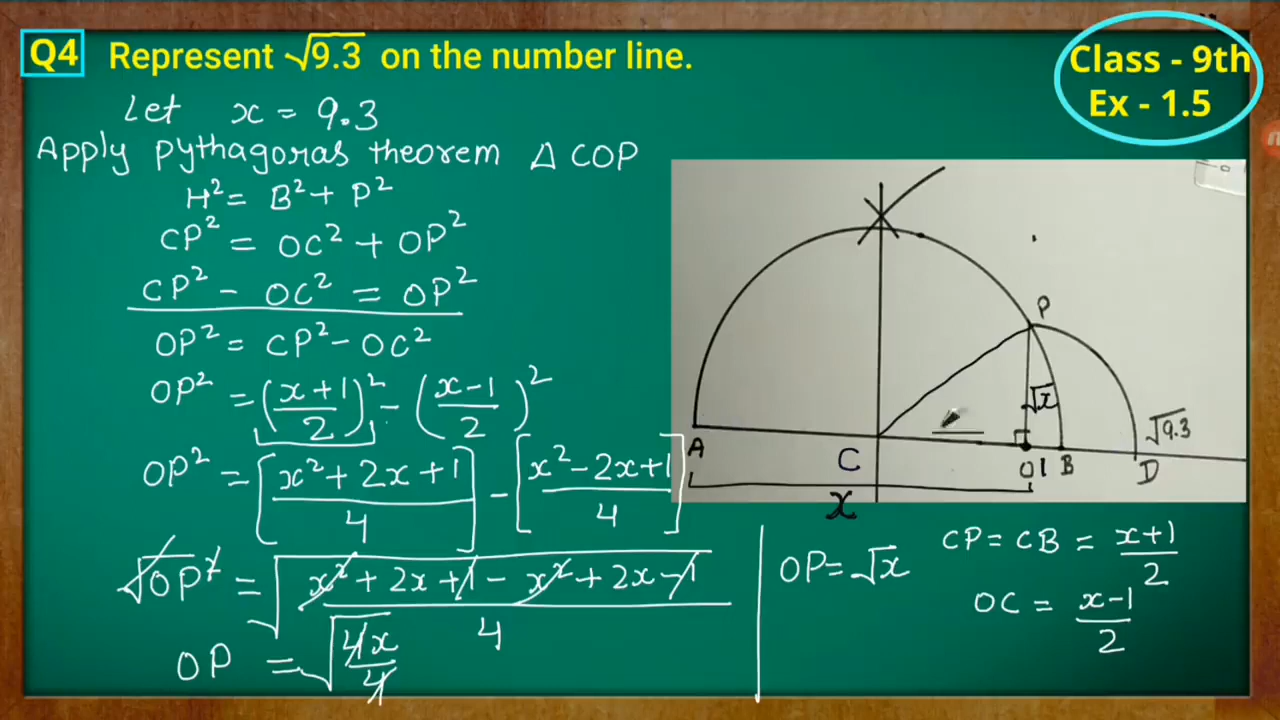 Q4 Represent √9.3 on the number line.
Class - 9th
Ex - 1.5
Let x = 9.3
Apply Pythagoras theorem Δ COP
H² = B² + P²
CP² = OC² + OP²
CP² - OC² = OP²
OP² = CP² - OC²
OP² = (x+1/2)² - (x-1/2)²
OP² = [x² + 2x + 1/4] - [x² - 2x + 1/4]
√OP² = √x² + 2x + 1 - x² + 2x - 1/4
OP = √4x/4
P
√x
√9.3
A
C
O 1 B
D
x
OP = √x
CP = CB = x+1/2
OC = x-1/2